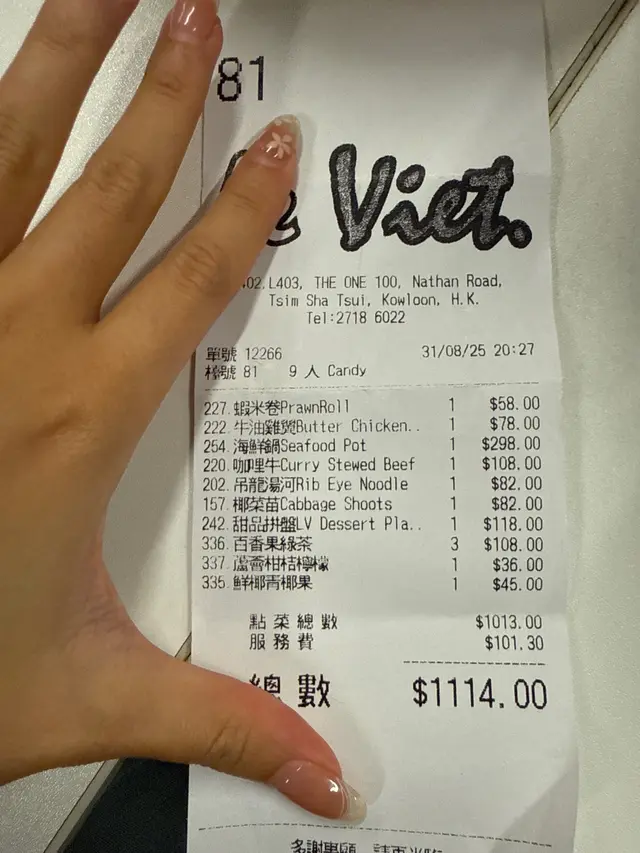 81
Viet.
L403, THE ONE 100, Nathan Road,
Tsim Sha Tsui, Kowloon, H.K.
Tel:2718 6022
單號 12266 31/08/25 20:27
檯號 81 9 人 Candy
227. 蝦米卷PrawnRoll 1 $58.00
222. 牛油雞煲Butter Chicken.. 1 $78.00
254. 海鮮鍋Seafood Pot 1 $298.00
220. 咖哩牛Curry Stewed Beef 1 $108.00
202. 吊龍湯河Rib Eye Noodle 1 $82.00
157. 椰菜苗Cabbage Shoots 1 $82.00
242. 甜品拼盤LV Dessert Pla.. 1 $118.00
336. 百香果綠茶 3 $108.00
337. 蘆薈柑桔檸檬 1 $36.00
335. 鮮椰青椰果 1 $45.00
點菜總數 $1013.00
服務費 $101.30
總數 $1114.00
多謝惠顧